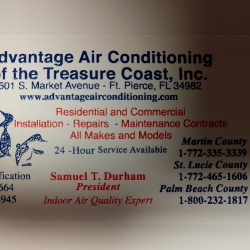 dvantage Air Conditioning
of the Treasure Coast, Inc.
601 S. Market Avenue - Ft. Pierce, FL 34982
www.advantageairconditioning.com
Residential and Commercial
Installation - Repairs - Maintenance Contracts
All Makes and Models
24 -Hour Service Available
Martin County
1-772-335-3339
St. Lucie County
1-772-465-1606
Palm Beach County
1-800-232-1817
Samuel T. Durham
President
Indoor Air Quality Expert
ification
664
945